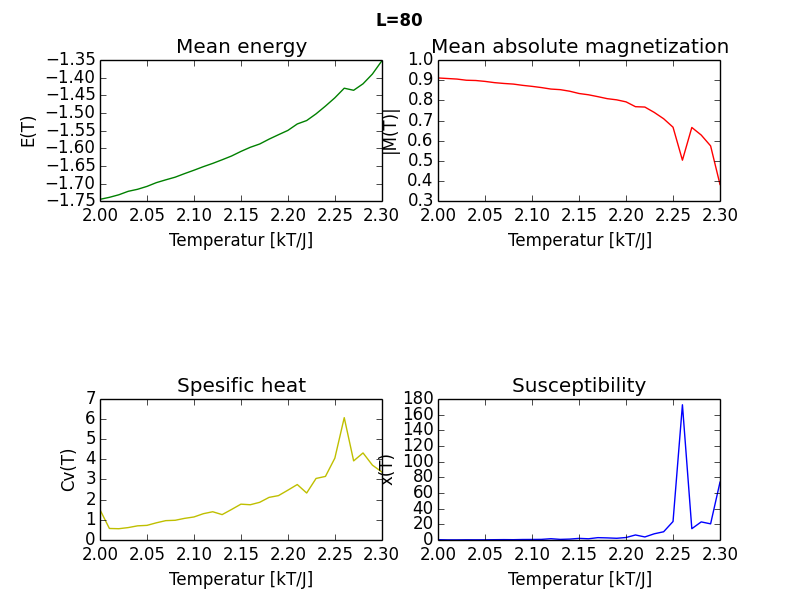 L=80
Mean energy
−1.35
−1.40
−1.45
−1.50
−1.55
−1.60
−1.65
−1.70
−1.75
E(T)
2.00 2.05 2.10 2.15 2.20 2.25 2.30
Temperatur [kT/J]
Mean absolute magnetization
1.0
0.9
0.8
0.7
0.6
0.5
0.4
0.3
|M(T)|
2.00 2.05 2.10 2.15 2.20 2.25 2.30
Temperatur [kT/J]
Spesific heat
7
6
5
4
3
2
1
0
Cv(T)
2.00 2.05 2.10 2.15 2.20 2.25 2.30
Temperatur [kT/J]
Susceptibility
180
160
140
120
100
80
60
40
20
0
x(T)
2.00 2.05 2.10 2.15 2.20 2.25 2.30
Temperatur [kT/J]